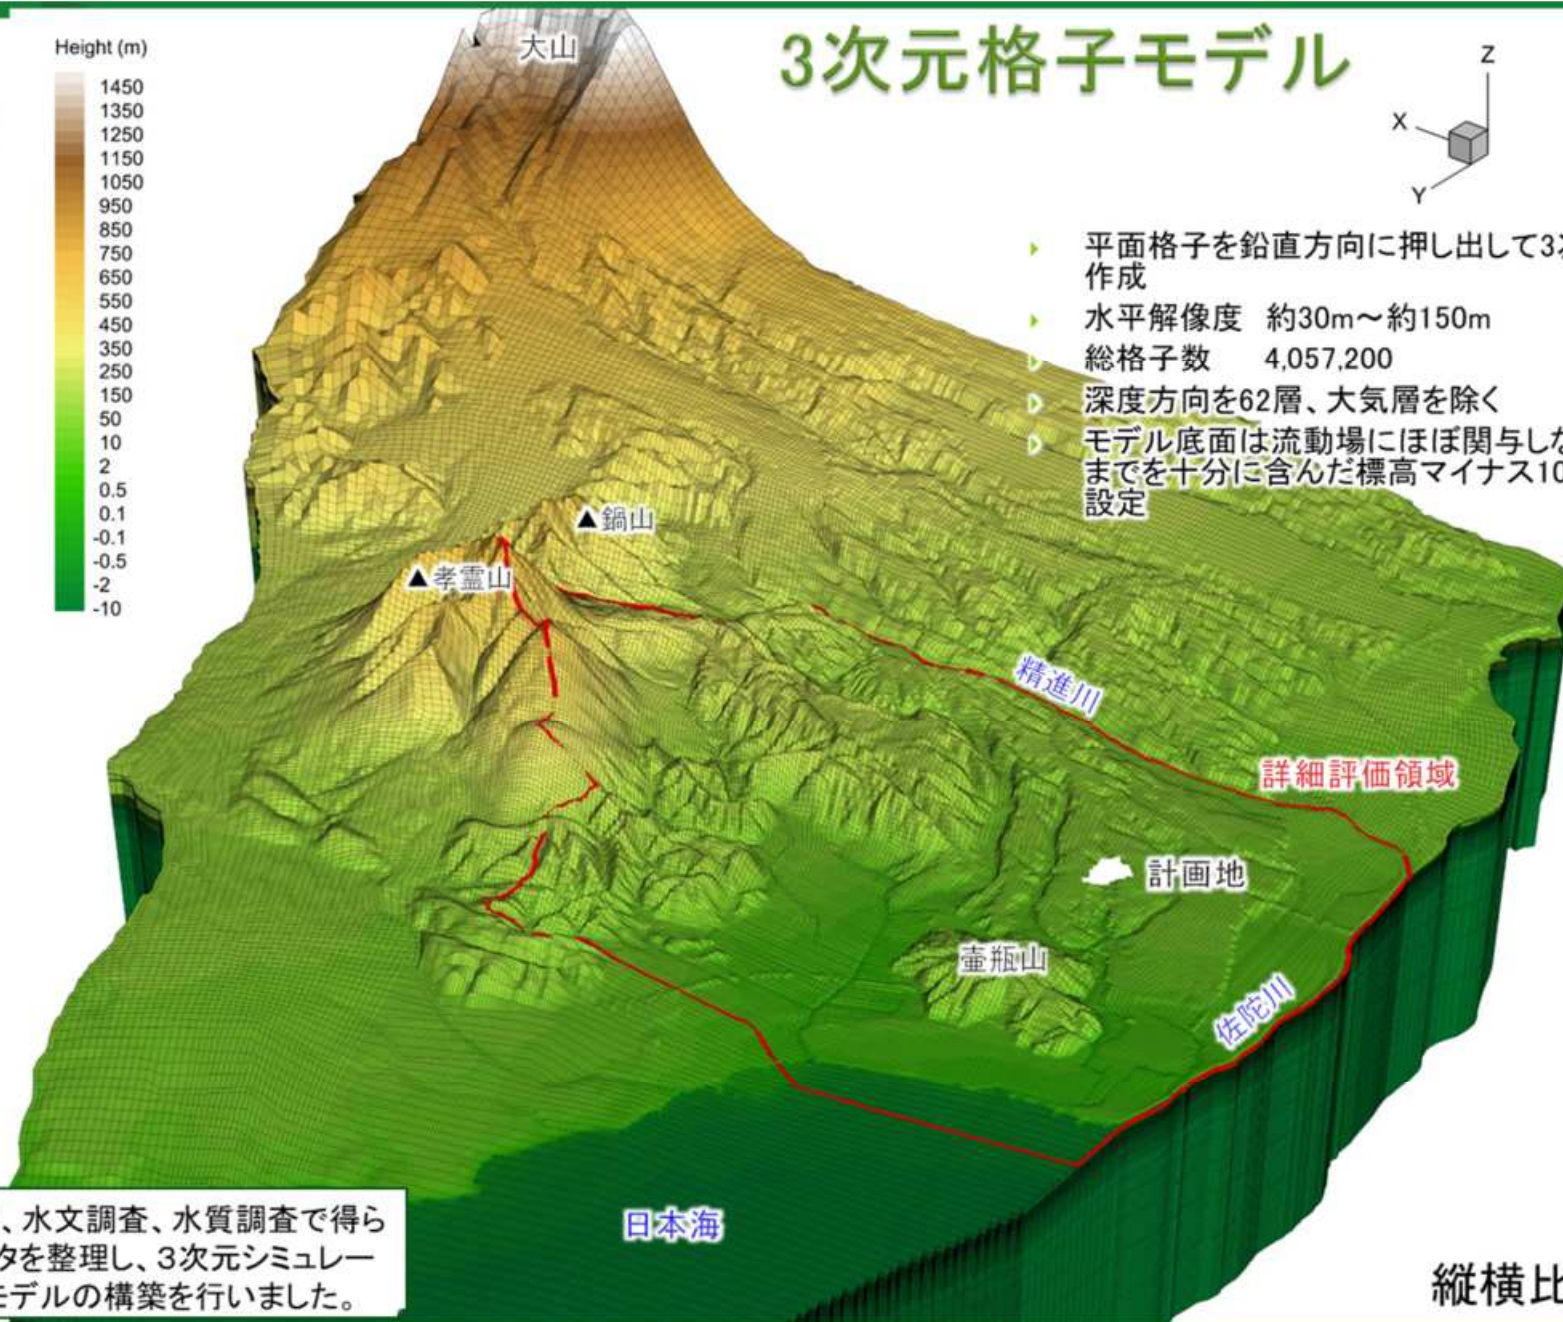 Height (m)
1450
1350
1250
1150
1050
950
850
750
650
550
450
350
250
150
50
10
2
0.5
0.1
-0.1
-0.5
-2
-10
大山
3次元格子モデル
Z
X
Y
平面格子を鉛直方向に押し出して3
作成
水平解像度 約30m～約150m
総格子数 4,057,200
深度方向を62層、大気層を除く
モデル底面は流動場にほぼ関与しな
までを十分に含んだ標高マイナス10
設定
▲鍋山
▲孝霊山
精進川
詳細評価領域
計画地
壷瓶山
佐陀川
日本海
、水文調査、水質調査で得ら
タを整理し、3次元シミュレー
モデルの構築を行いました。
縦横比